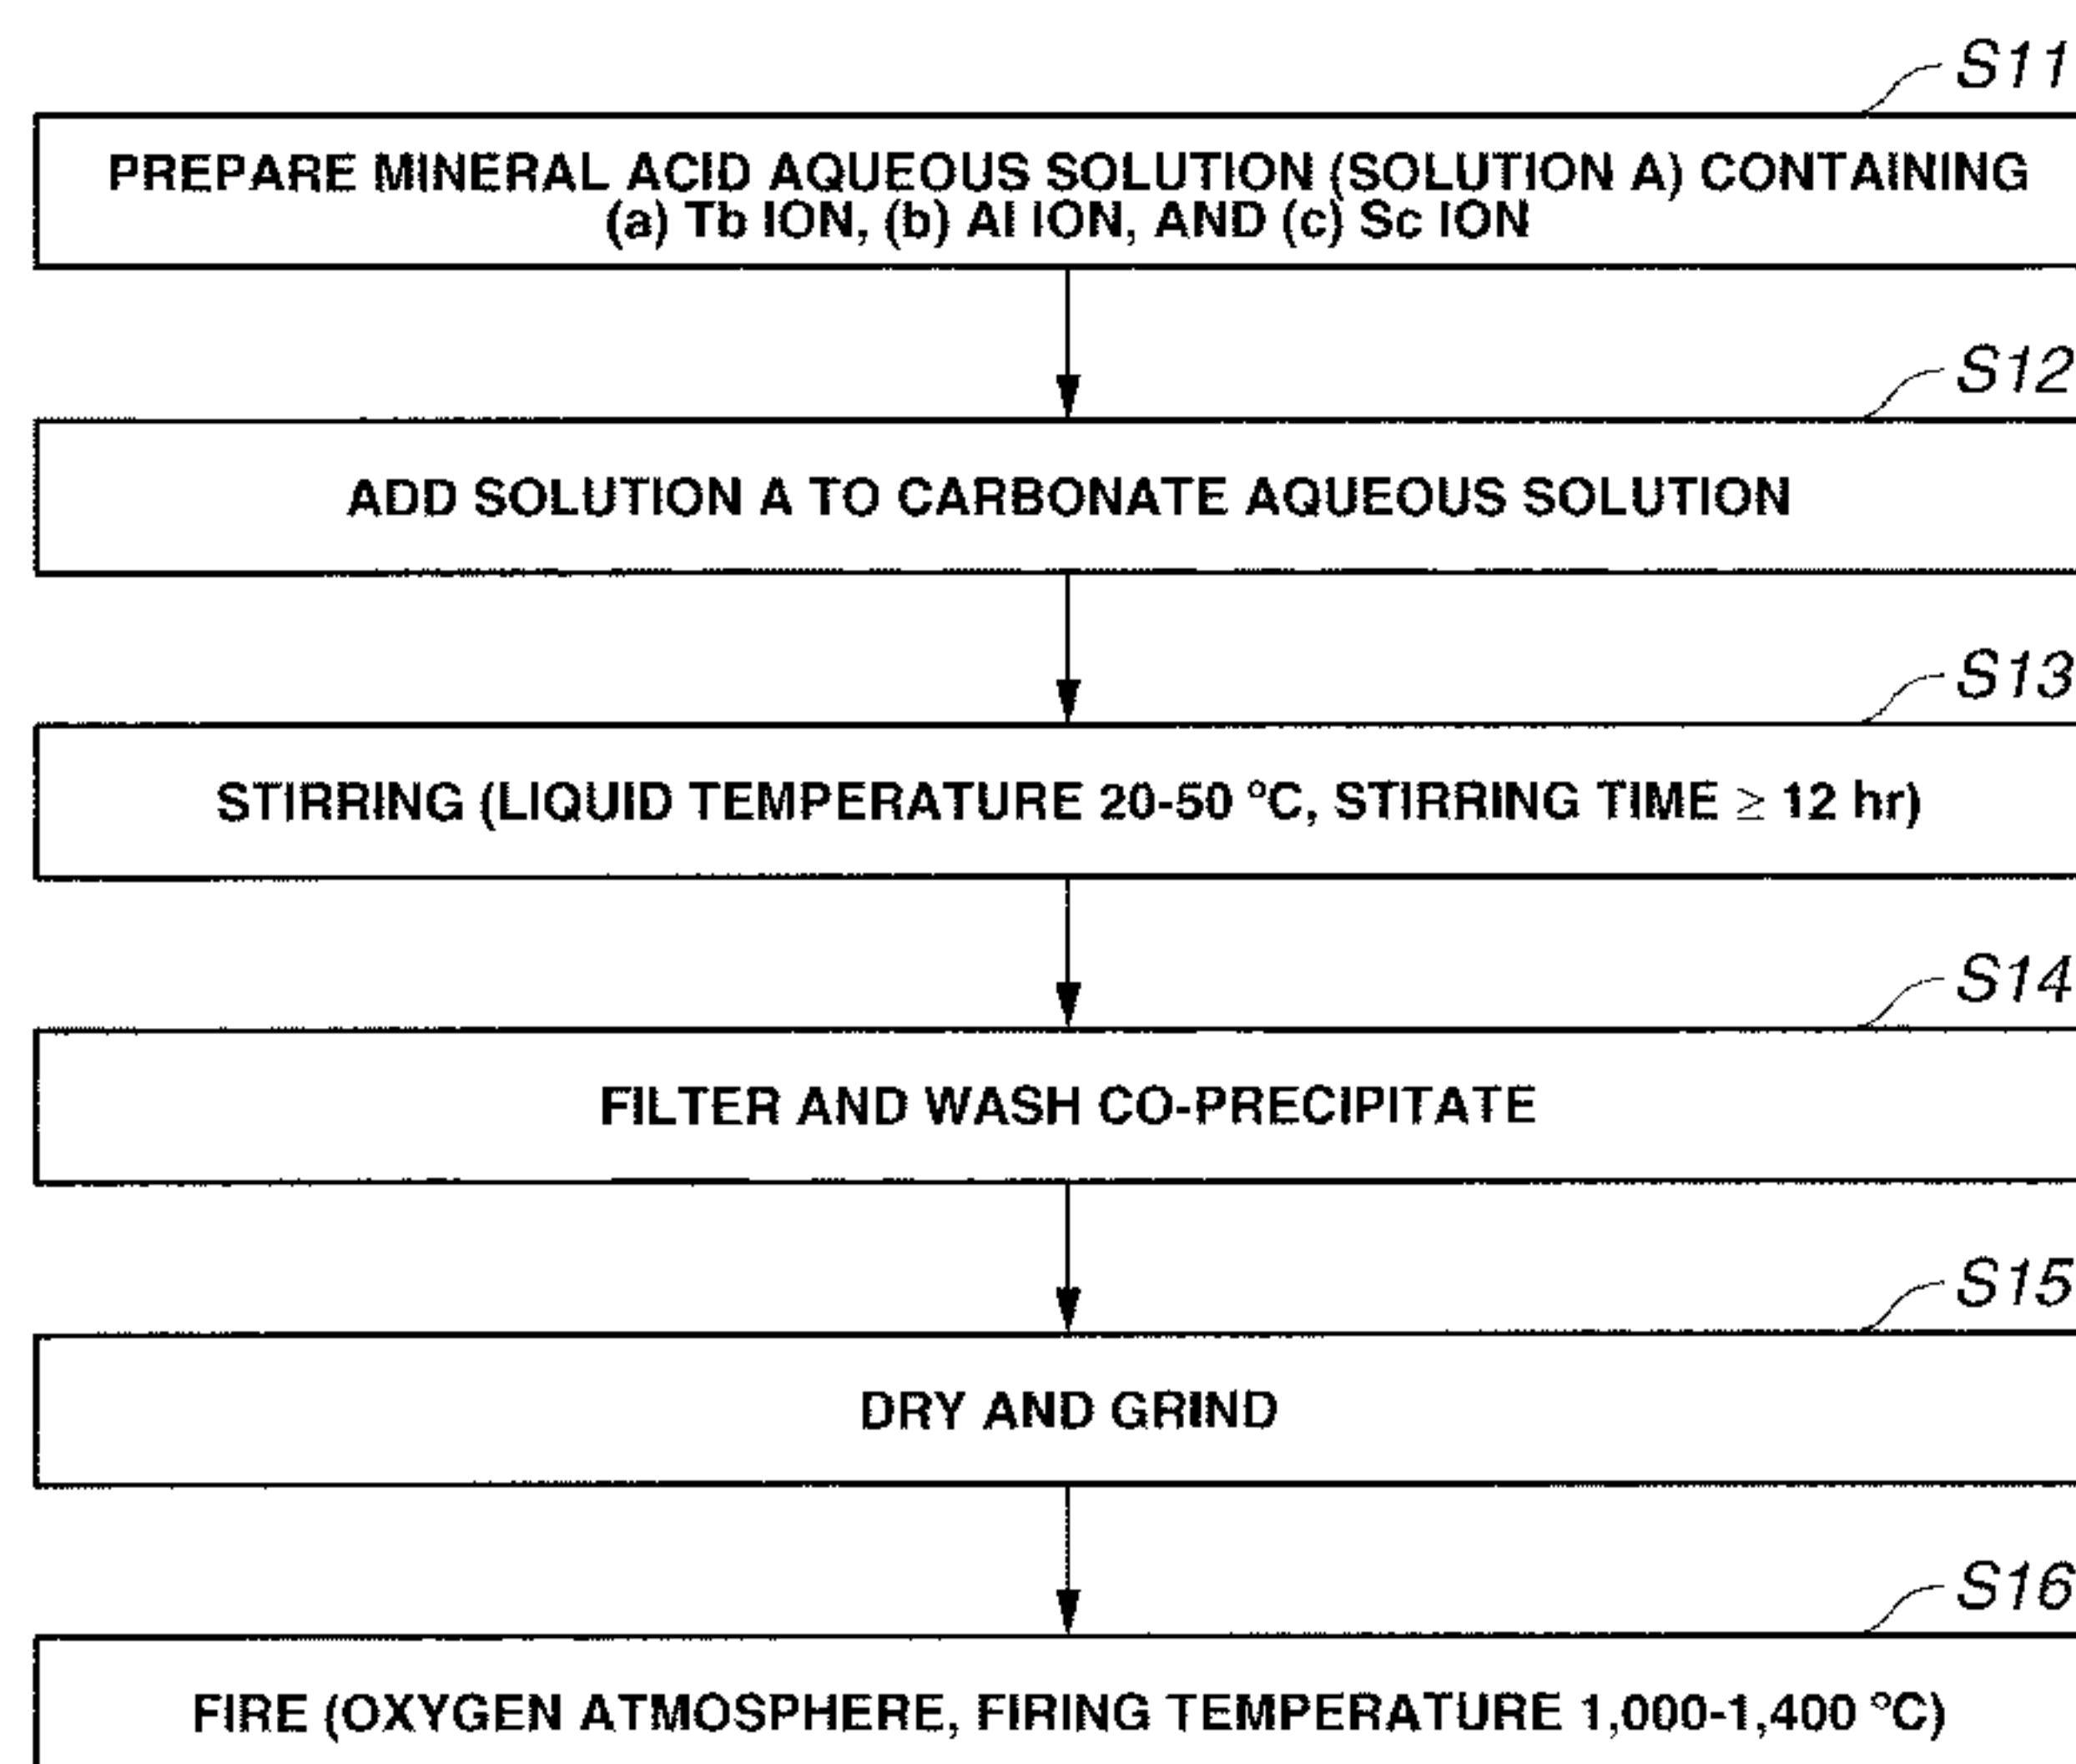 S11
PREPARE MINERAL ACID AQUEOUS SOLUTION (SOLUTION A) CONTAINING
(a) Tb ION, (b) Al ION, AND (c) Sc ION
S12
ADD SOLUTION A TO CARBONATE AQUEOUS SOLUTION
S13
STIRRING (LIQUID TEMPERATURE 20-50 °C, STIRRING TIME ≥ 12 hr)
S14
FILTER AND WASH CO-PRECIPITATE
S15
DRY AND GRIND
S16
FIRE (OXYGEN ATMOSPHERE, FIRING TEMPERATURE 1,000-1,400 °C)